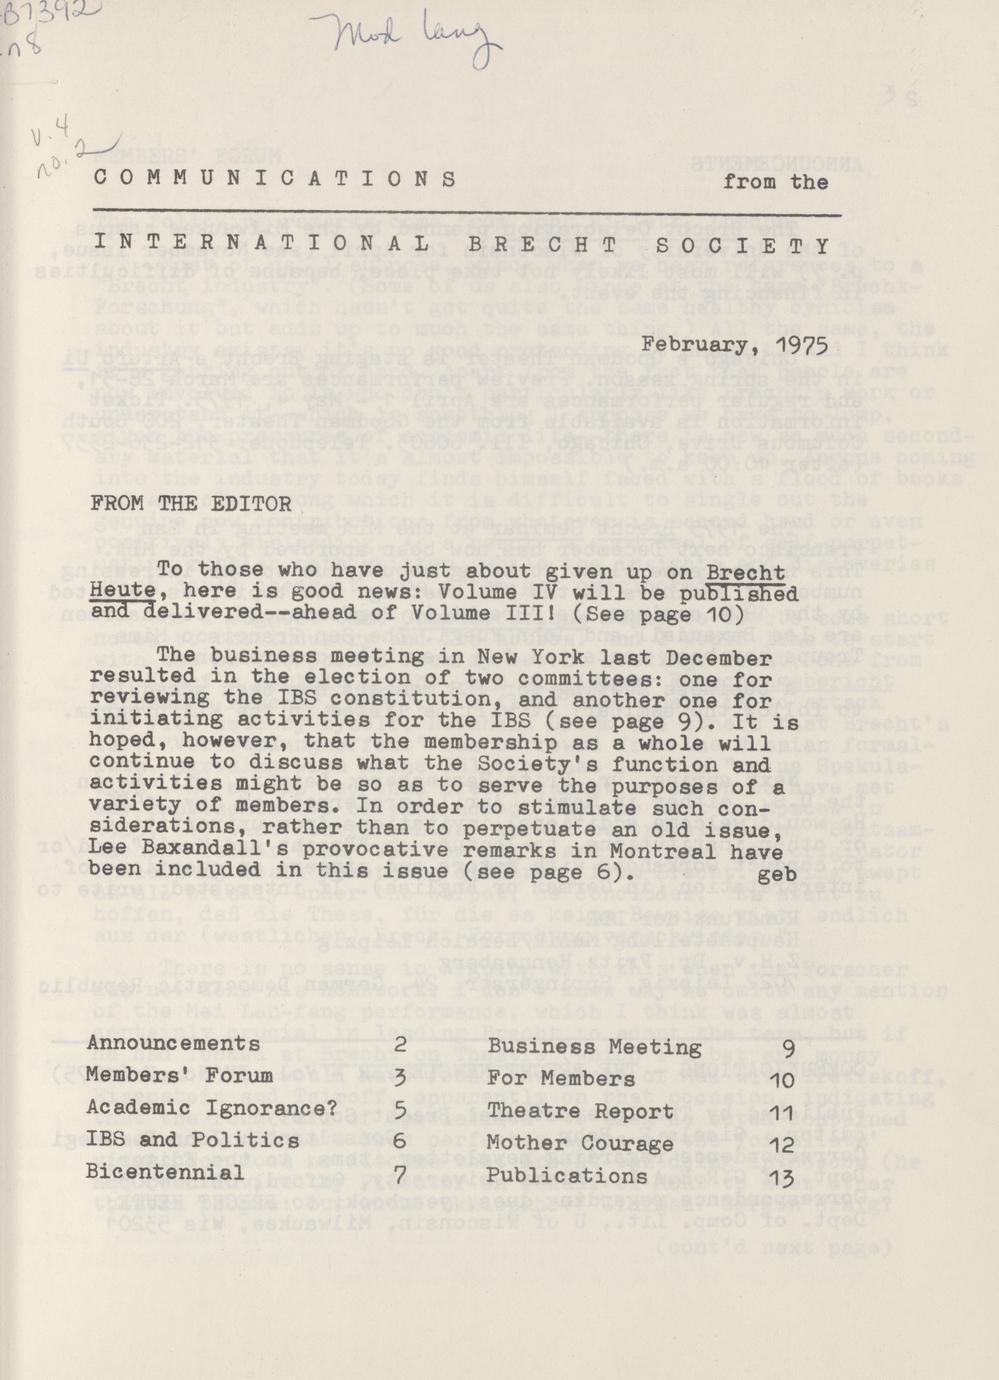 B7392
n8
Mod lang
v.4
no.2
COMMUNICATIONS from the
INTERNATIONAL BRECHT SOCIETY
February, 1975
FROM THE EDITOR
To those who have just about given up on Brecht
Heute, here is good news: Volume IV will be published
and delivered--ahead of Volume III! (See page 10)
The business meeting in New York last December
resulted in the election of two committees: one for
reviewing the IBS constitution, and another one for
initiating activities for the IBS (see page 9). It is
hoped, however, that the membership as a whole will
continue to discuss what the Society's function and
activities might be so as to serve the purposes of a
variety of members. In order to stimulate such con-
siderations, rather than to perpetuate an old issue,
Lee Baxandall's provocative remarks in Montreal have
been included in this issue (see page 6). geb
Announcements 2
Members' Forum 3
Academic Ignorance? 5
IBS and Politics 6
Bicentennial 7
Business Meeting 9
For Members 10
Theatre Report 11
Mother Courage 12
Publications 13